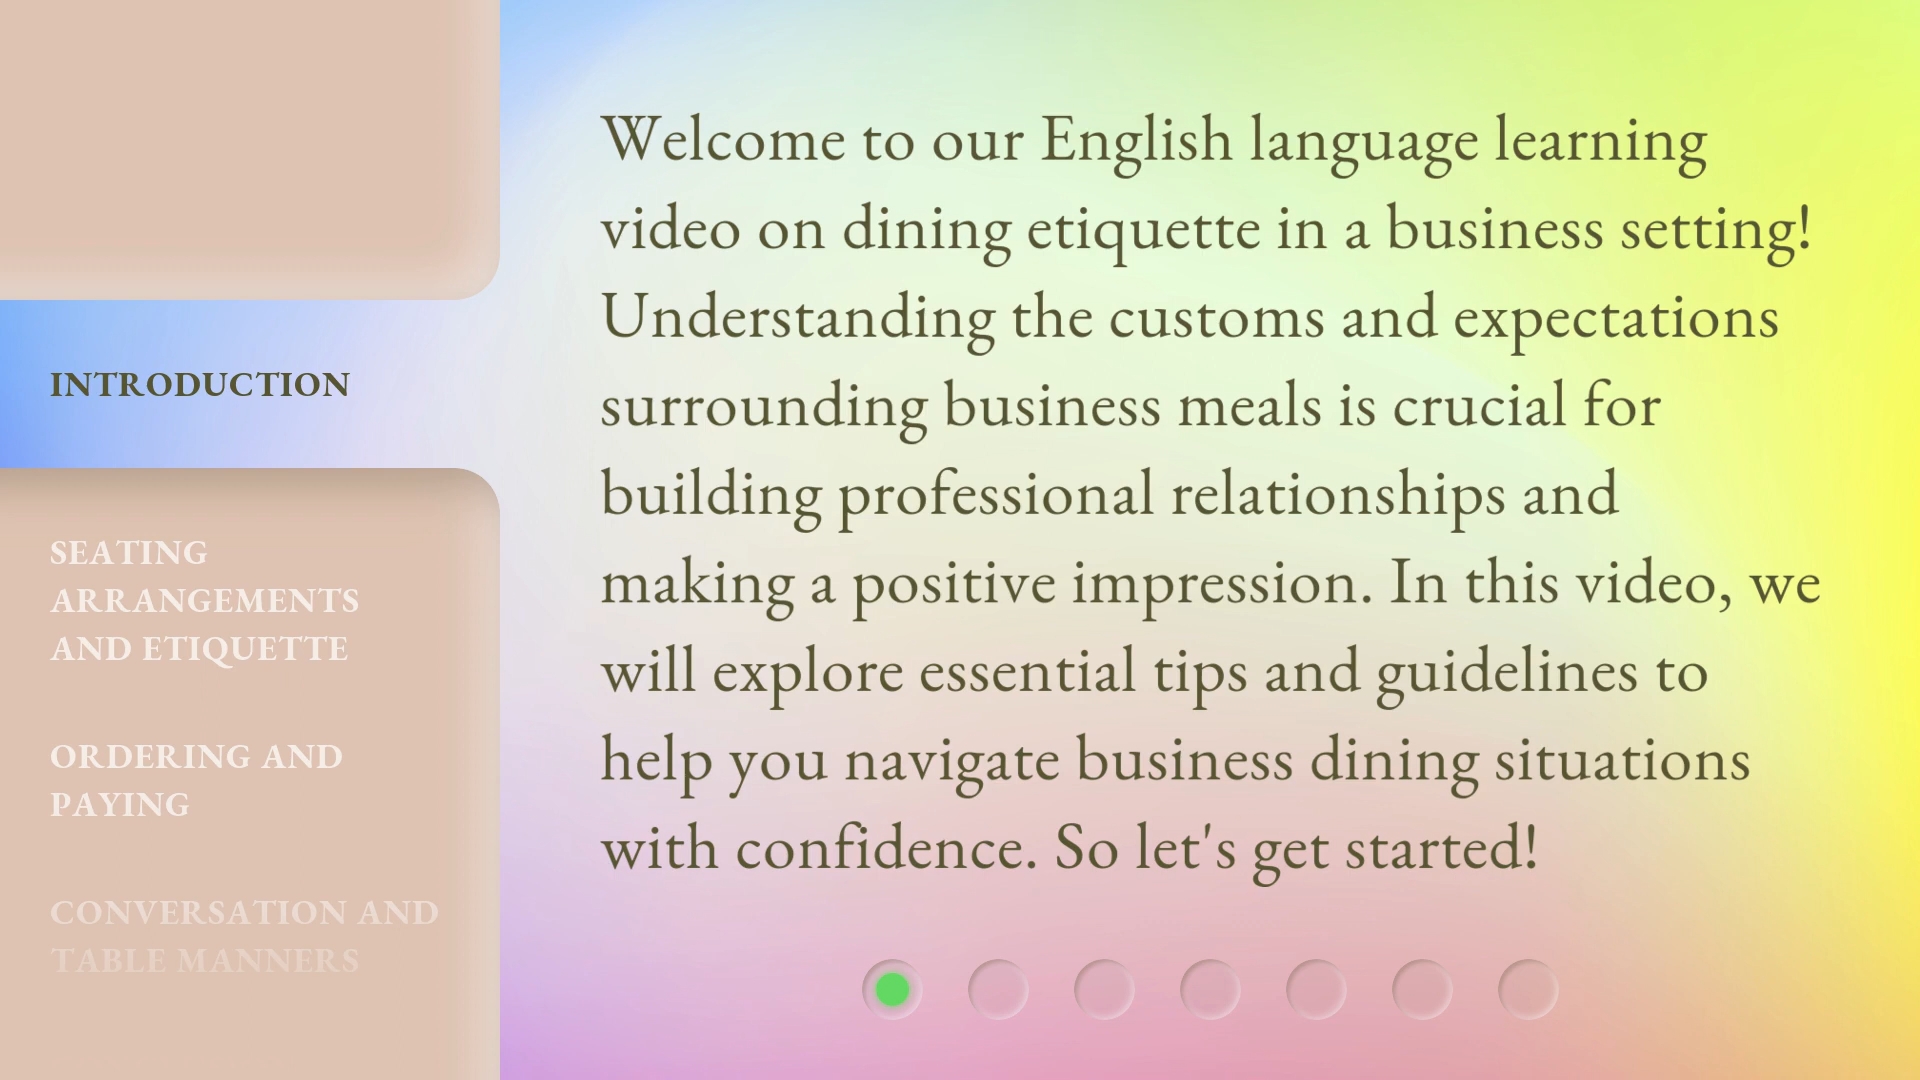 INTRODUCTION
SEATING
ARRANGEMENTS
AND ETIQUETTE
ORDERING AND
PAYING
CONVERSATION AND
TABLE MANNERS
Welcome to our English language learning
video on dining etiquette in a business setting!
Understanding the customs and expectations
surrounding business meals is crucial for
building professional relationships and
making a positive impression. In this video, we
will explore essential tips and guidelines to
help you navigate business dining situations
with confidence. So let's get started!